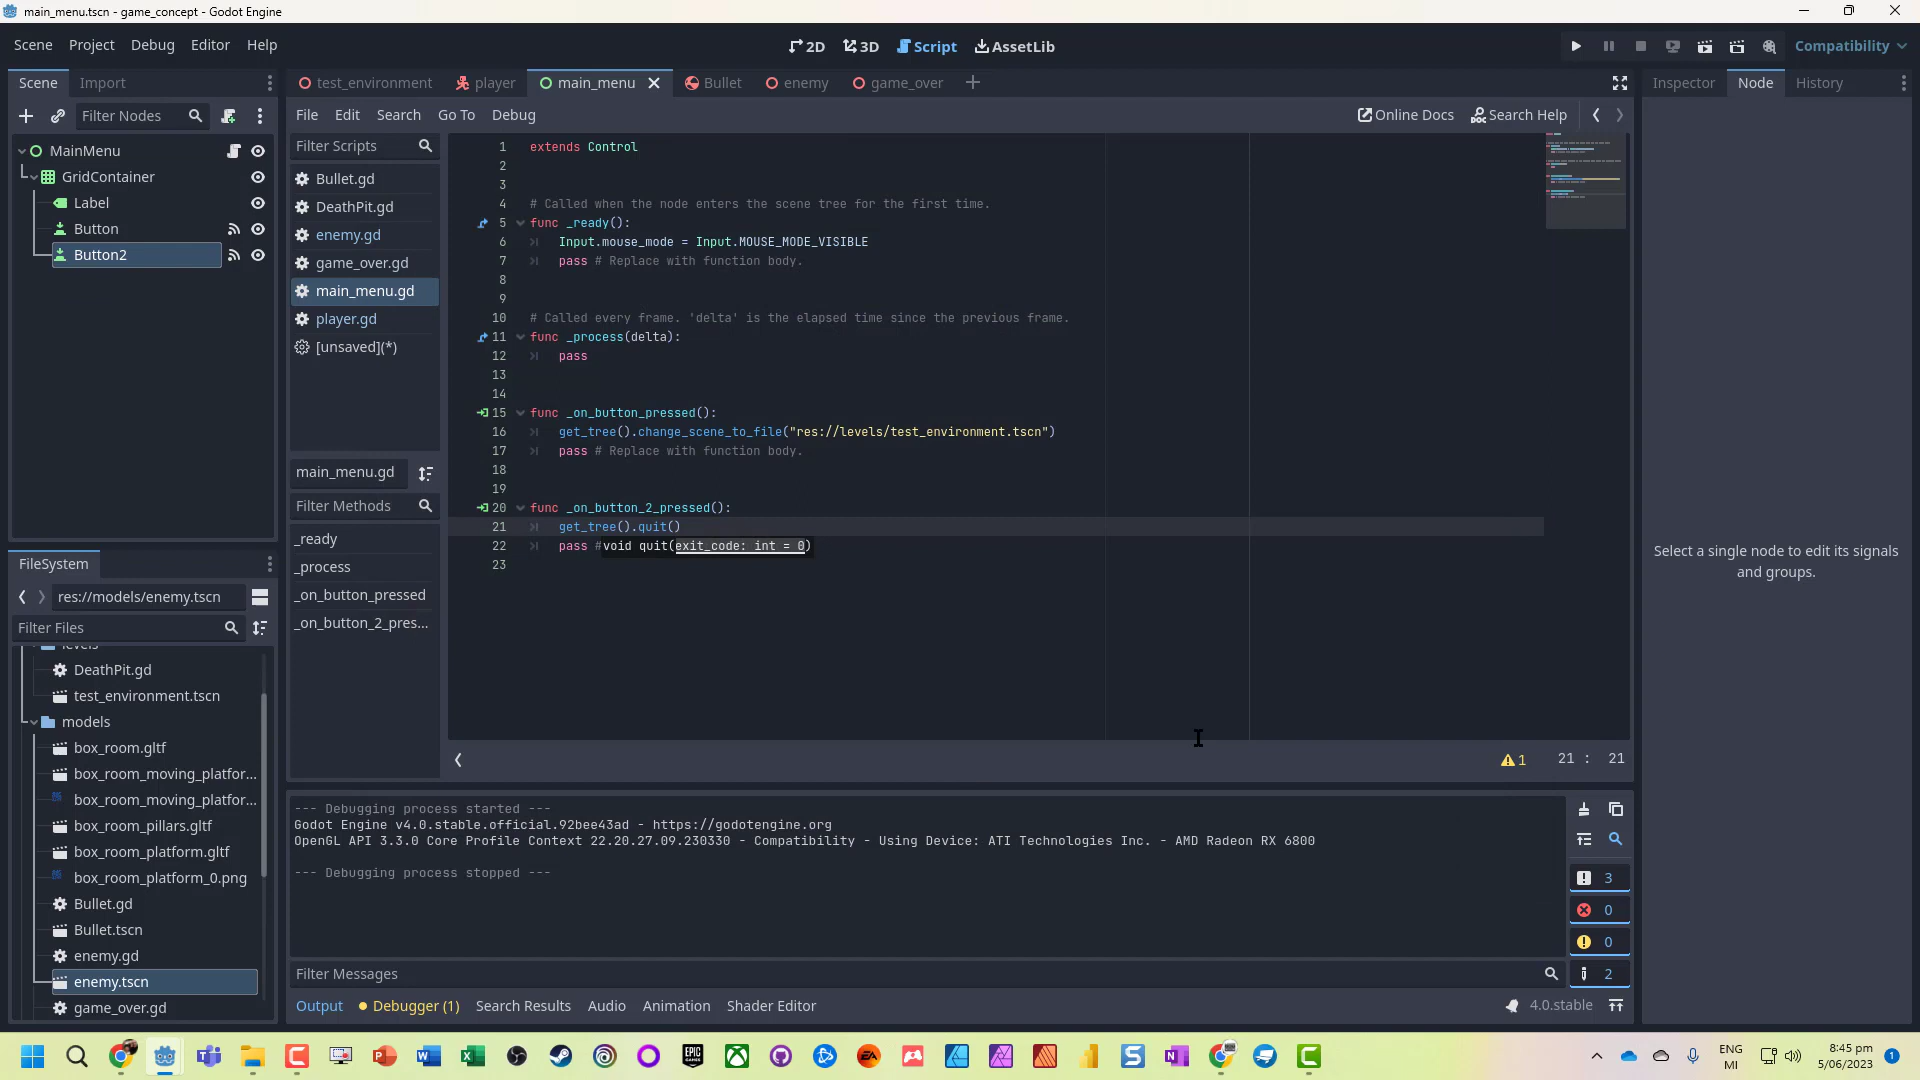 main_menu.tscn - game_concept - Godot Engine
Scene Project Debug Editor Help
2D 3D Script AssetLib
Compatibility
Scene Import
test_environment player main_menu Bullet enemy game_over
Inspector Node History
Filter Nodes
File Edit Search Go To Debug
Online Docs Search Help
MainMenu
GridContainer
Label
Button
Button2
Filter Scripts
Bullet.gd
DeathPit.gd
enemy.gd
game_over.gd
main_menu.gd
player.gd
[unsaved](*)
main_menu.gd
Filter Methods
_ready
_process
_on_button_pressed
_on_button_2_pres...
1 extends Control
2
3
4 # Called when the node enters the scene tree for the first time.
5 func _ready():
6 Input.mouse_mode = Input.MOUSE_MODE_VISIBLE
7 pass # Replace with function body.
8
9
10 # Called every frame. 'delta' is the elapsed time since the previous frame.
11 func _process(delta):
12 pass
13
14
15 func _on_button_pressed():
16 get_tree().change_scene_to_file("res://levels/test_environment.tscn")
17 pass # Replace with function body.
18
19
20 func _on_button_2_pressed():
21 get_tree().quit()
22 pass #void quit(exit_code: int = 0)
23
1 21 : 21
Select a single node to edit its signals
and groups.
FileSystem
res://models/enemy.tscn
Filter Files
levels
DeathPit.gd
test_environment.tscn
models
box_room.gltf
box_room_moving_platfor...
box_room_moving_platfor...
box_room_pillars.gltf
box_room_platform.gltf
box_room_platform_0.png
Bullet.gd
Bullet.tscn
enemy.gd
enemy.tscn
game_over.gd
--- Debugging process started ---
Godot Engine v4.0.stable.official.92bee43ad - https://godotengine.org
OpenGL API 3.3.0 Core Profile Context 22.20.27.09.230330 - Compatibility - Using Device: ATI Technologies Inc. - AMD Radeon RX 6800
--- Debugging process stopped ---
3
0
0
2
Filter Messages
Output Debugger (1) Search Results Audio Animation Shader Editor
4.0.stable
ENG
MI
8:45 pm
5/06/2023
1